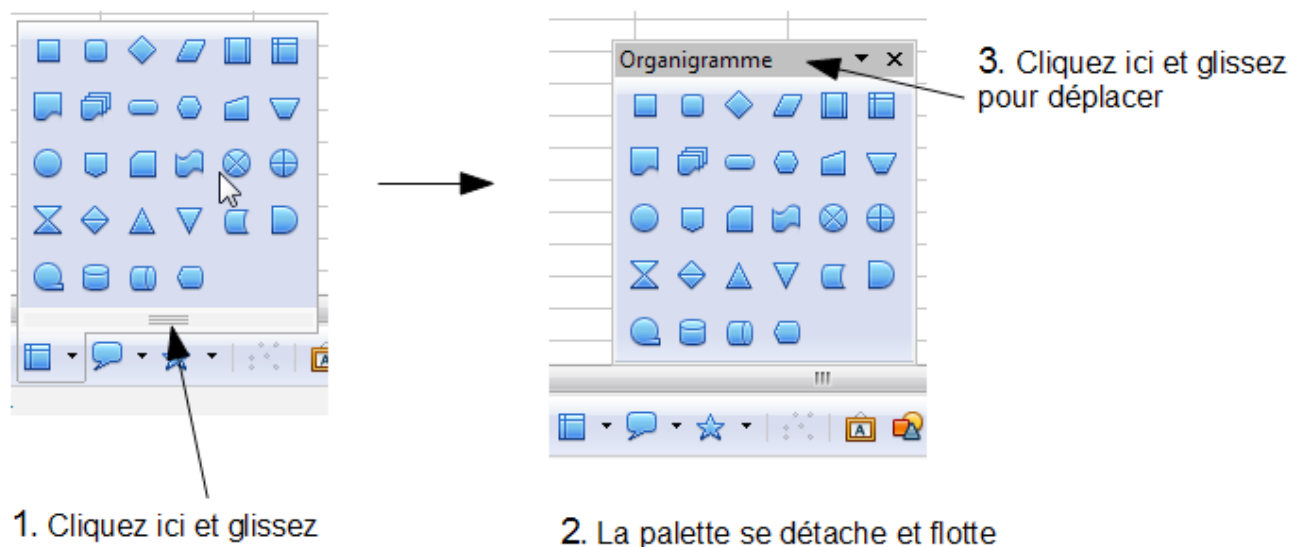 Organigramme
3. Cliquez ici et glissez
pour déplacer
A
A
1. Cliquez ici et glissez
2. La palette se détache et flotte